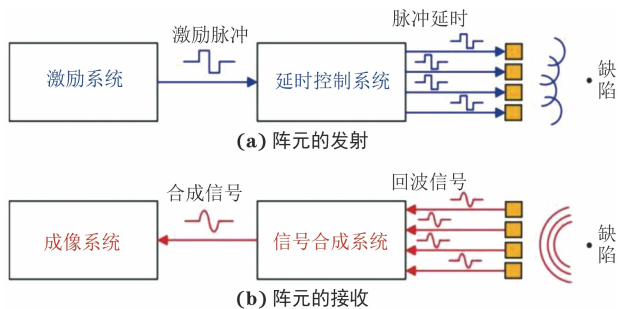 激励脉冲
脉冲延时
激励系统
延时控制系统
缺陷
(a) 阵元的发射
合成信号
回波信号
成像系统
信号合成系统
缺陷
(b) 阵元的接收